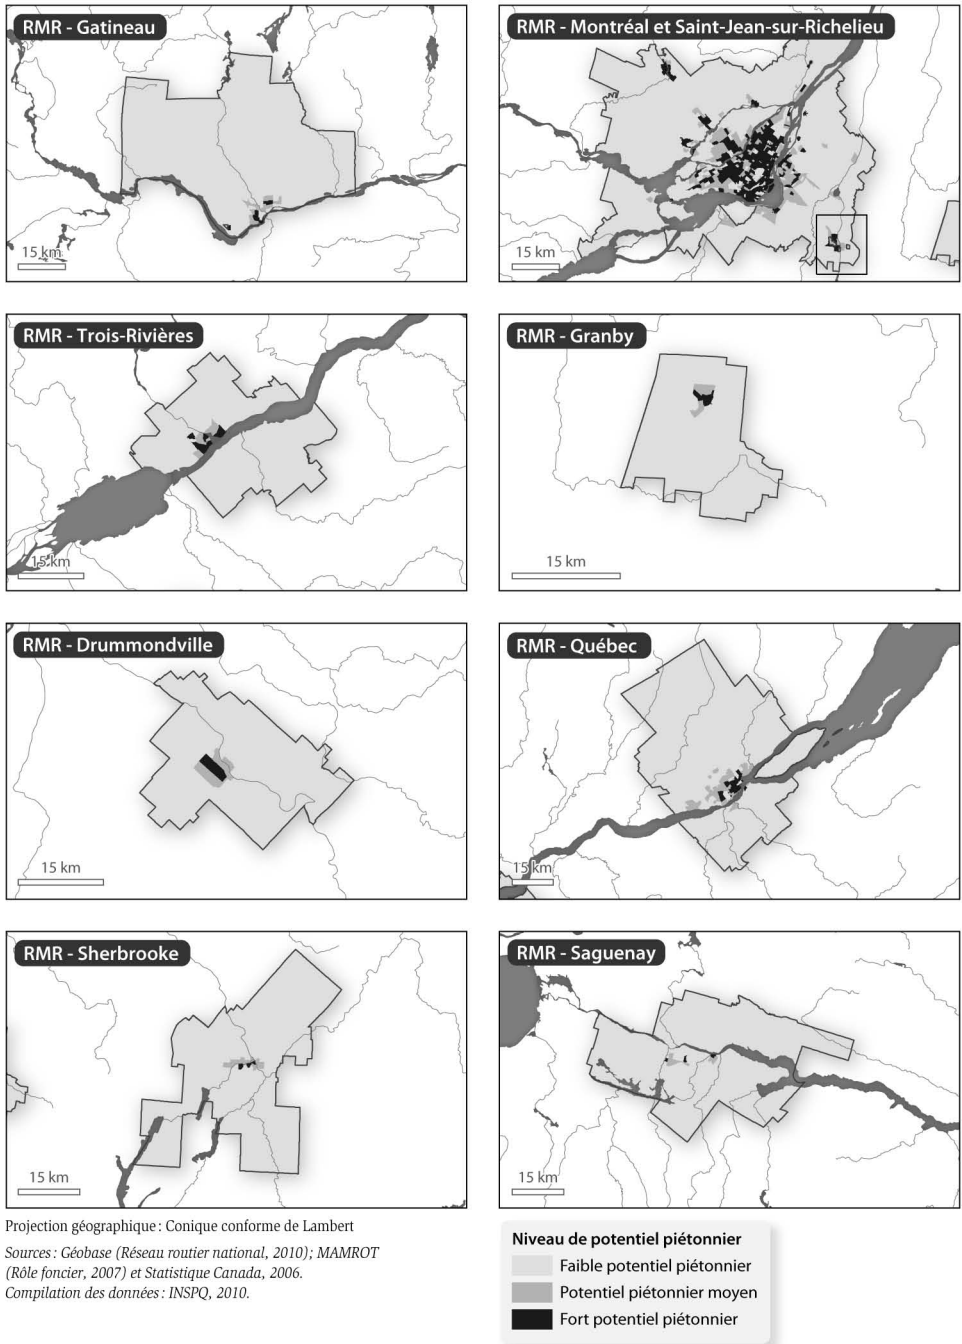 RMR - Gatineau
15 km
RMR - Montréal et Saint-Jean-sur-Richelieu
15 km
RMR - Trois-Rivières
15 km
RMR - Granby
15 km
RMR - Drummondville
15 km
RMR - Québec
15 km
RMR - Sherbrooke
15 km
RMR - Saguenay
15 km
Projection géographique : Conique conforme de Lambert
Sources : Géobase (Réseau routier national, 2010); MAMROT
(Rôle foncier, 2007) et Statistique Canada, 2006.
Compilation des données : INSPQ, 2010.
Niveau de potentiel piétonnier
Faible potentiel piétonnier
Potentiel piétonnier moyen
Fort potentiel piétonnier